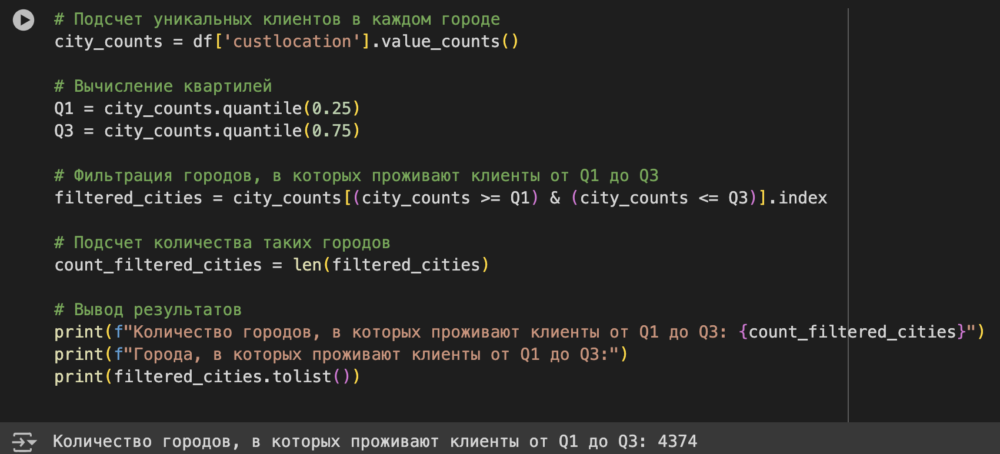 # Подсчет уникальных клиентов в каждом городе
city_counts = df['custlocation'].value_counts()
# Вычисление квартилей
Q1 = city_counts.quantile(0.25)
Q3 = city_counts.quantile(0.75)
# Фильтрация городов, в которых проживают клиенты от Q1 до Q3
filtered_cities = city_counts[(city_counts >= Q1) & (city_counts <= Q3)].index
# Подсчет количества таких городов
count_filtered_cities = len(filtered_cities)
# Вывод результатов
print(f"Количество городов, в которых проживают клиенты от Q1 до Q3: {count_filtered_cities}")
print(f"Города, в которых проживают клиенты от Q1 до Q3:")
print(filtered_cities.tolist())
Количество городов, в которых проживают клиенты от Q1 до Q3: 4374